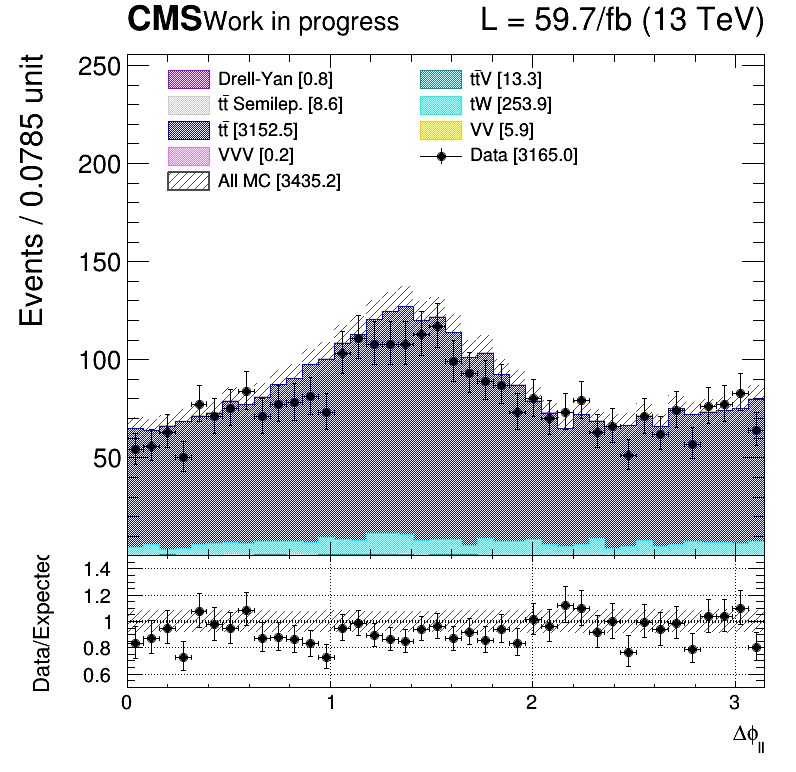 CMS Work in progress L = 59.7/fb (13 TeV)
Events / 0.0785 unit
250
200
150
100
50
Drell-Yan [0.8]
tt̄ Semilep. [8.6]
tt̄ [3152.5]
VVV [0.2]
All MC [3435.2]
tt̄V [13.3]
tW [253.9]
VV [5.9]
Data [3165.0]
Data/Expected
1.4
1.2
1
0.8
0.6
0 1 2 3
Δϕll